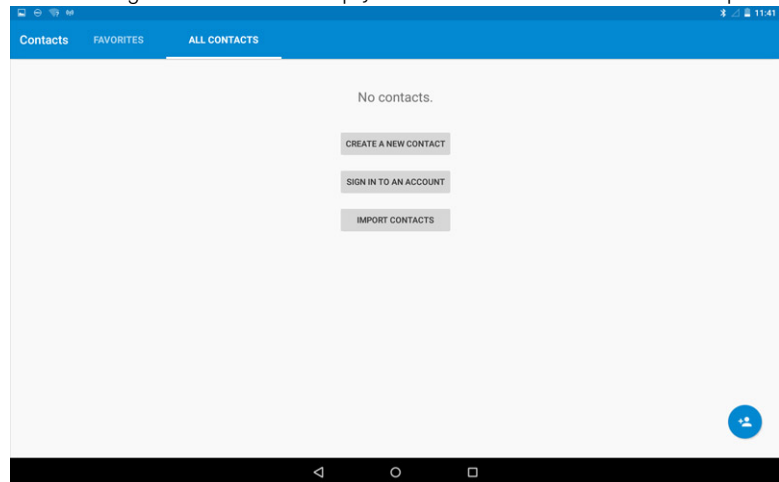 11:41
Contacts FAVORITES ALL CONTACTS
No contacts.
CREATE A NEW CONTACT
SIGN IN TO AN ACCOUNT
IMPORT CONTACTS